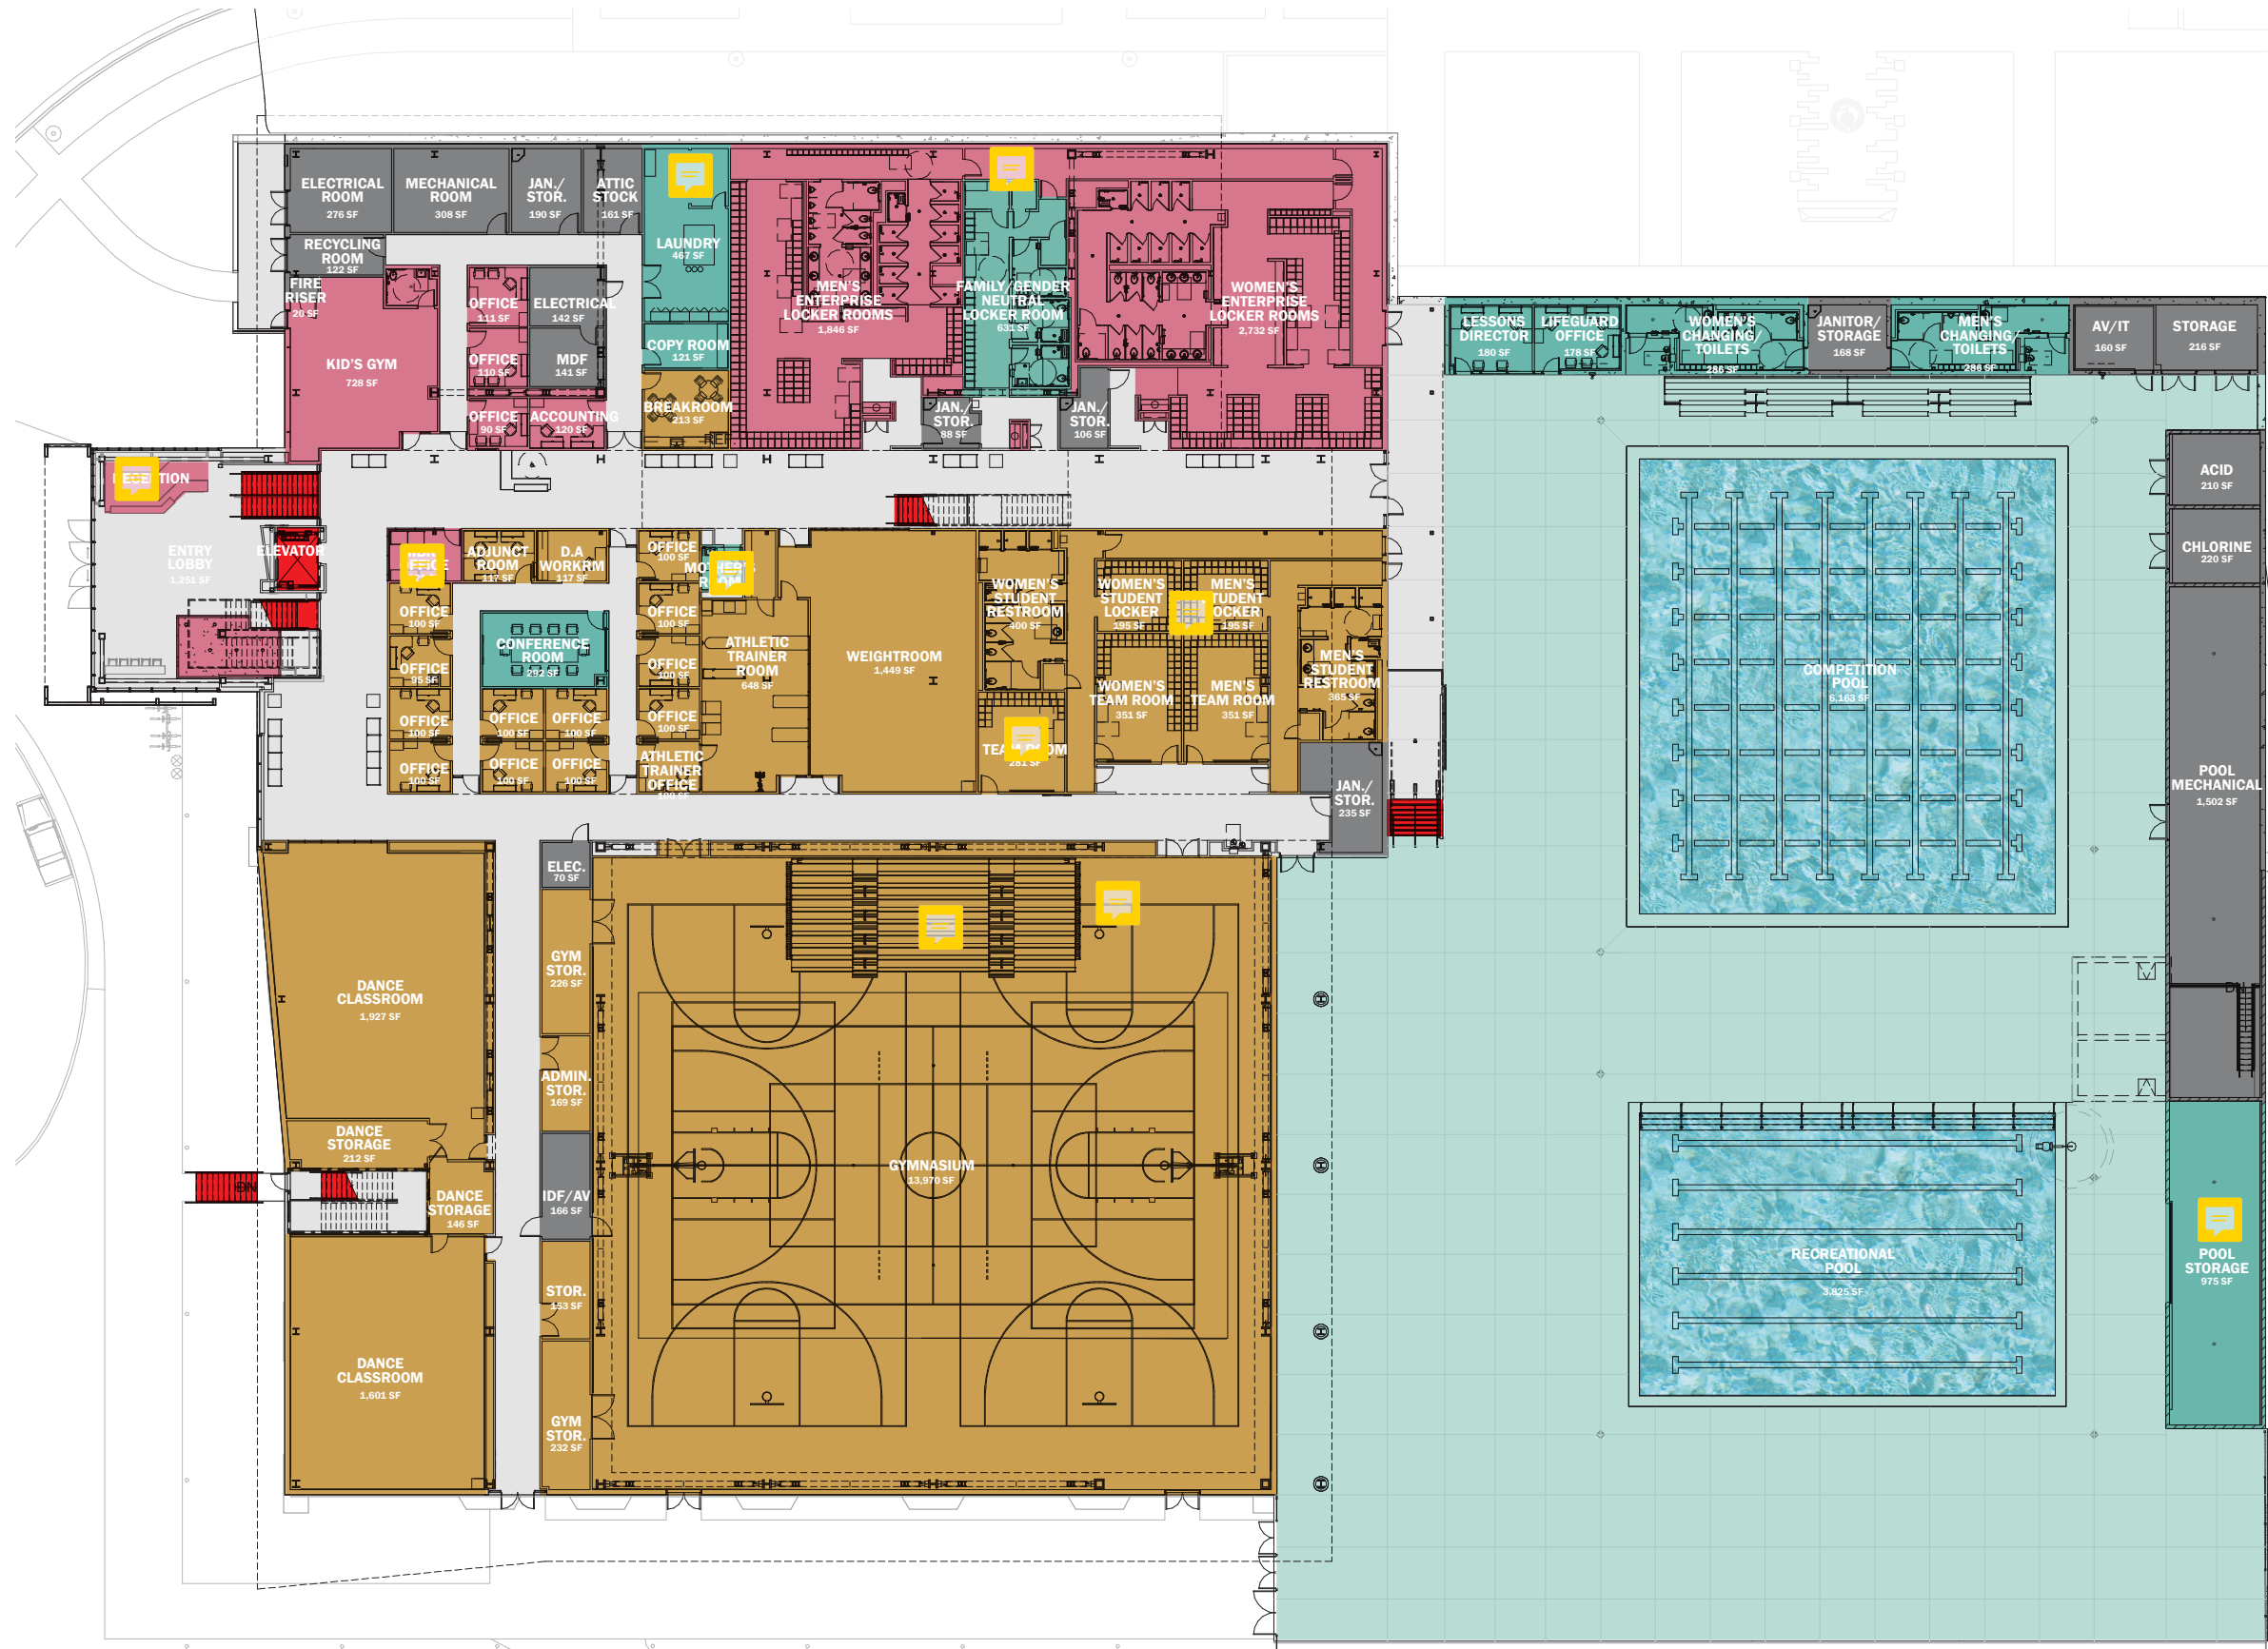 ELECTRICAL
ROOM
276 SF
MECHANICAL
ROOM
308 SF
JAN./
STOR.
190 SF
ATTIC
STOCK
161 SF
RECYCLING
ROOM
122 SF
FIRE
RISER
20 SF
KID'S GYM
728 SF
OFFICE
111 SF
ELECTRICAL
142 SF
OFFICE
110 SF
MDF
141 SF
OFFICE
90 SF
ACCOUNTING
120 SF
LAUNDRY
467 SF
COPY ROOM
121 SF
BREAKROOM
213 SF
REF
MEN'S
ENTERPRISE
LOCKER ROOMS
1,846 SF
FAMILY/GENDER
NEUTRAL
LOCKER ROOM
631 SF
WOMEN'S
ENTERPRISE
LOCKER ROOMS
2,732 SF
JAN./
STOR.
88 SF
JAN./
STOR.
106 SF
LESSONS
DIRECTOR
180 SF
LIFEGUARD
OFFICE
178 SF
WOMEN'S
CHANGING/
TOILETS
286 SF
JANITOR/
STORAGE
168 SF
MEN'S
CHANGING/
TOILETS
286 SF
AV/IT
160 SF
STORAGE
216 SF
ACID
210 SF
CHLORINE
220 SF
POOL
MECHANICAL
1,502 SF
POOL
STORAGE
975 SF
COMPETITION
POOL
6,163 SF
RECREATIONAL
POOL
3,825 SF
ENTRY
LOBBY
1,251 SF
ELEVATOR
ADJUNCT
ROOM
117 SF
D.A
WORKRM
117 SF
OFFICE
100 SF
MOTHER'S
ROOM
OFFICE
100 SF
OFFICE
100 SF
CONFERENCE
ROOM
292 SF
OFFICE
95 SF
OFFICE
100 SF
OFFICE
100 SF
OFFICE
100 SF
OFFICE
100 SF
OFFICE
100 SF
OFFICE
100 SF
OFFICE
100 SF
OFFICE
100 SF
ATHLETIC
TRAINER
OFFICE
100 SF
ATHLETIC
TRAINER
ROOM
648 SF
WEIGHTROOM
1,449 SF
WOMEN'S
STUDENT
RESTROOM
400 SF
WOMEN'S
STUDENT
LOCKER
195 SF
MEN'S
STUDENT
LOCKER
195 SF
WOMEN'S
TEAM ROOM
351 SF
MEN'S
TEAM ROOM
351 SF
MEN'S
STUDENT
RESTROOM
365 SF
TEAM ROOM
281 SF
JAN./
STOR.
235 SF
DANCE
CLASSROOM
1,927 SF
DANCE
STORAGE
212 SF
DANCE
STORAGE
146 SF
DN
DANCE
CLASSROOM
1,601 SF
ELEC.
70 SF
GYM
STOR.
226 SF
ADMIN.
STOR.
169 SF
IDF/AV
166 SF
STOR.
153 SF
GYM
STOR.
232 SF
GYMNASIUM
13,970 SF